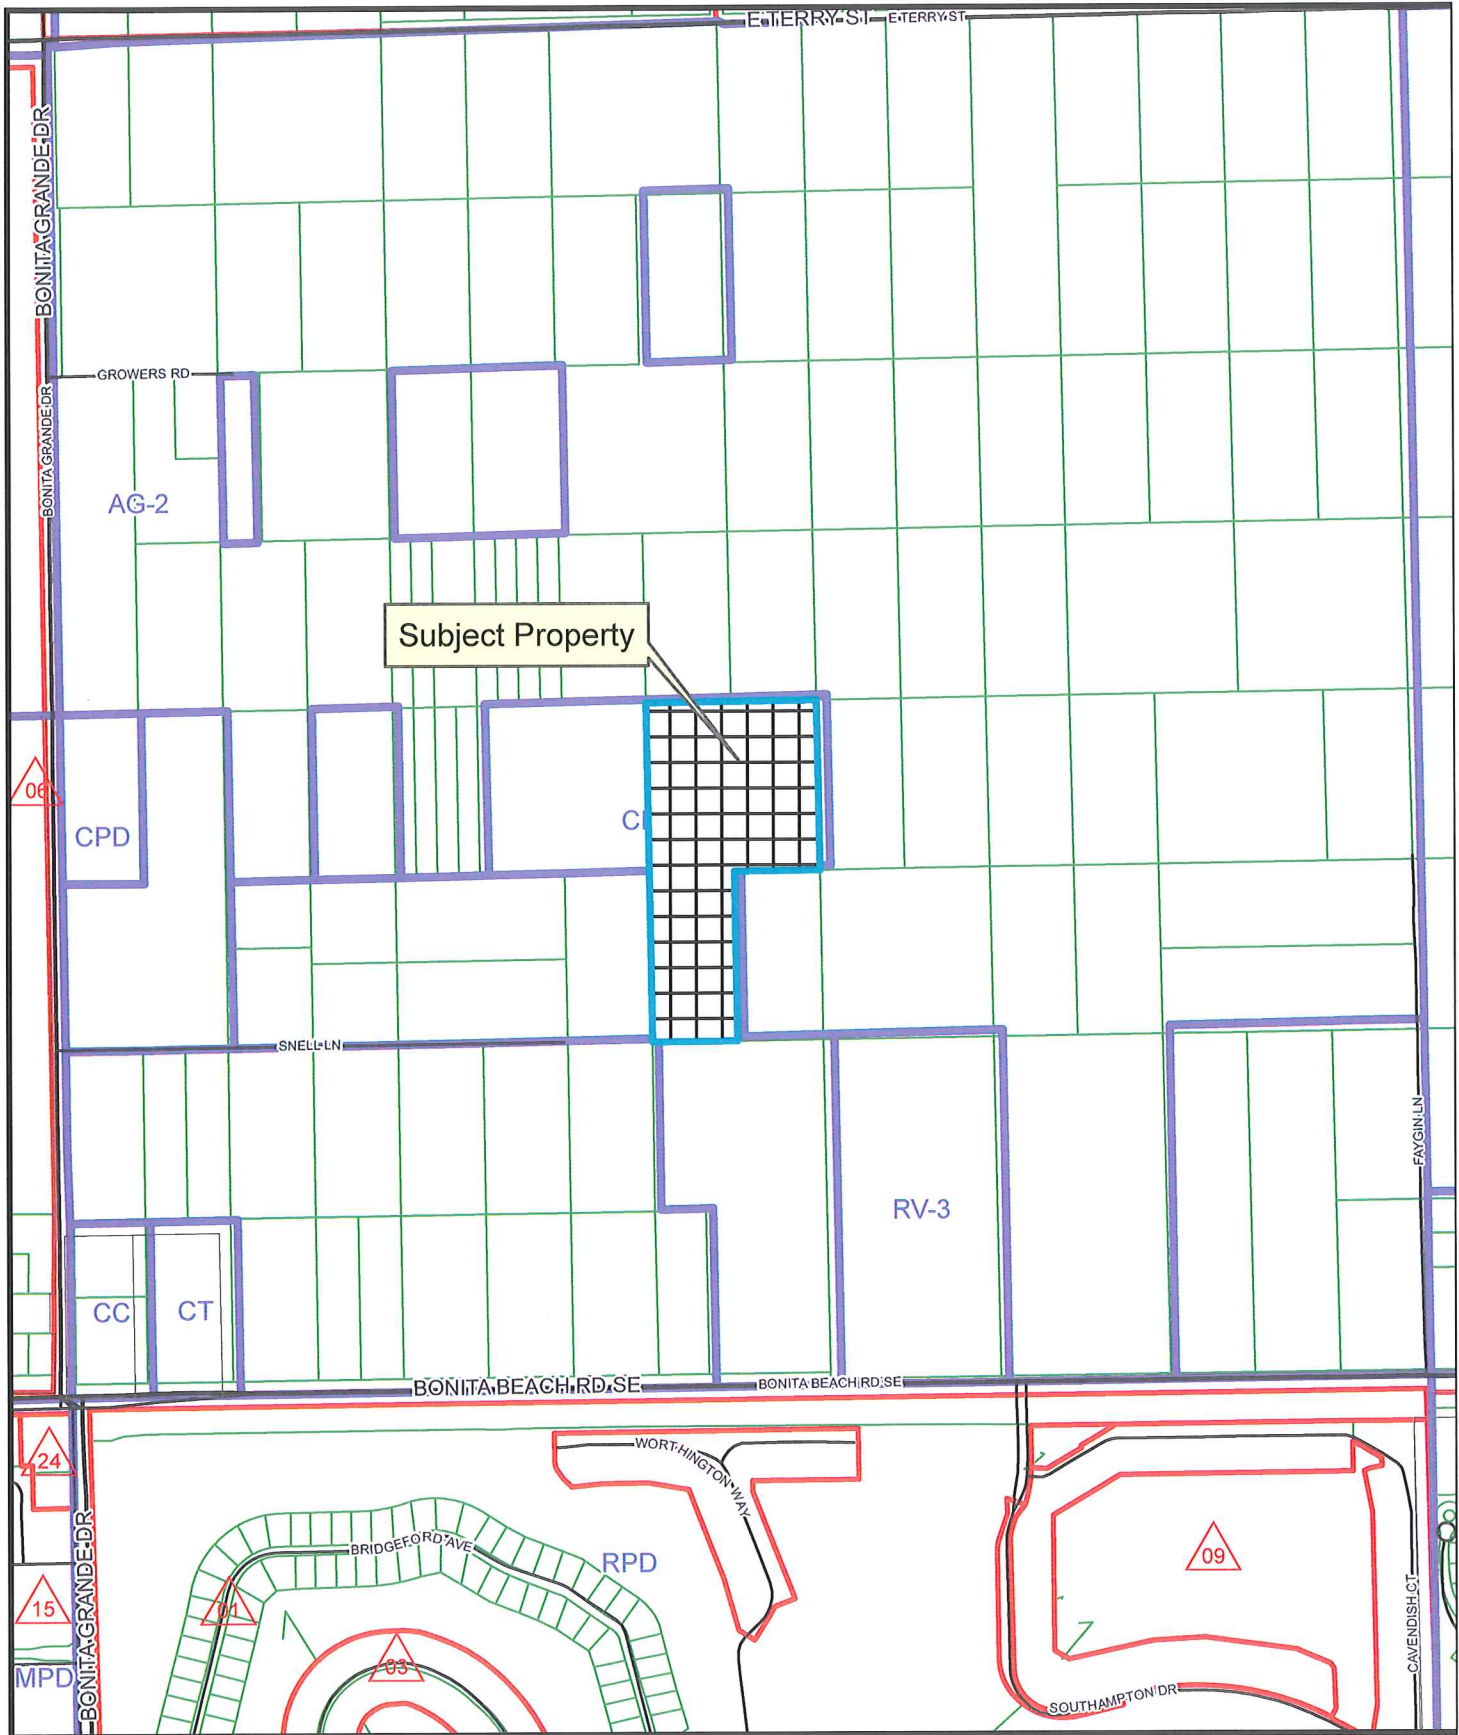 E TERRY ST
E TERRY ST
BONITA GRANDE DR
GROWERS RD
BONITA GRANDE DR
AG-2
Subject Property
06
CPD
SNELL LN
FAYGIN LN
RV-3
CC
CT
BONITA BEACH RD SE
BONITA BEACH RD SE
24
WORTHINGTON WAY
BRIDGEFORD AVE
RPD
09
15
01
BONITA GRANDE DR
CAVENDISH CT
03
MPD
SOUTHAMPTON DR